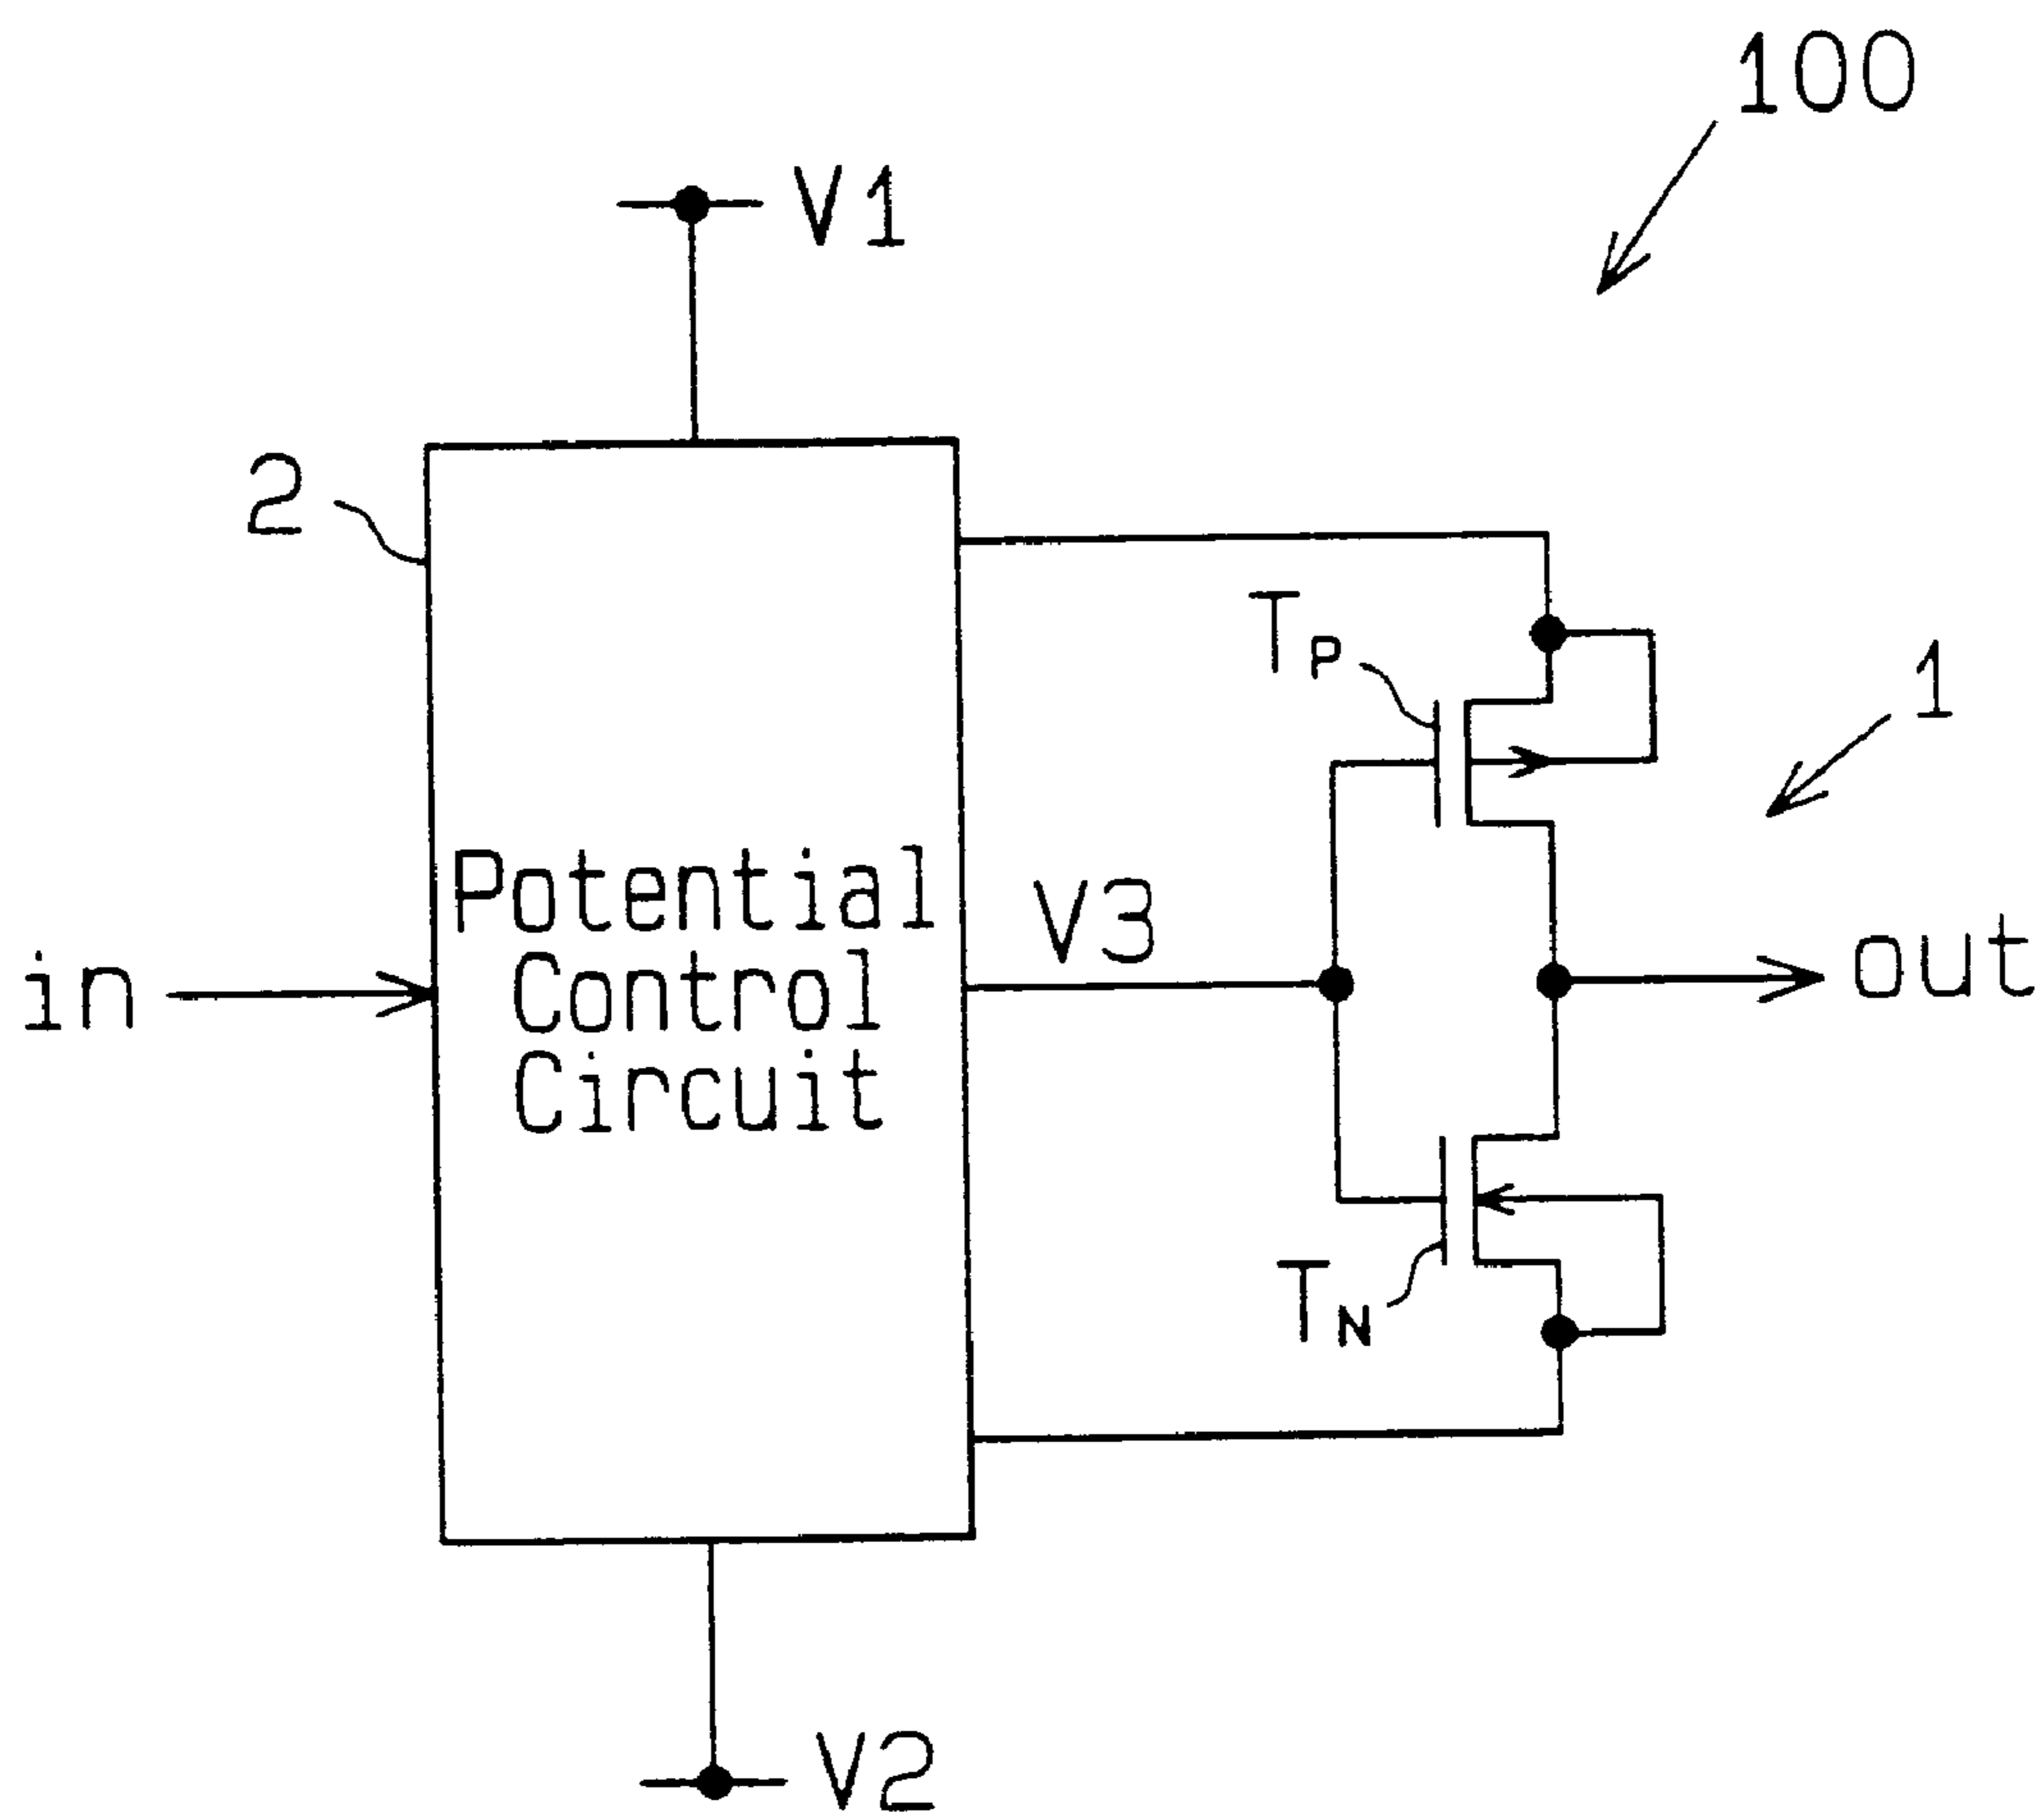 100
V1
2
TP
1
Potential
Control
Circuit
V3
in
out
TN
V2